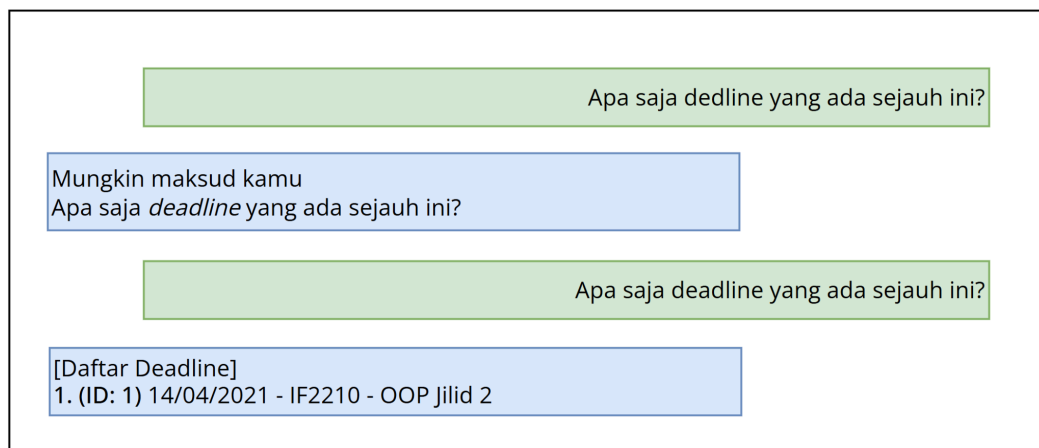 Apa saja dedline yang ada sejauh ini?
Mungkin maksud kamu
Apa saja deadline yang ada sejauh ini?
Apa saja deadline yang ada sejauh ini?
[Daftar Deadline]
1. (ID: 1) 14/04/2021 - IF2210 - OOP Jilid 2